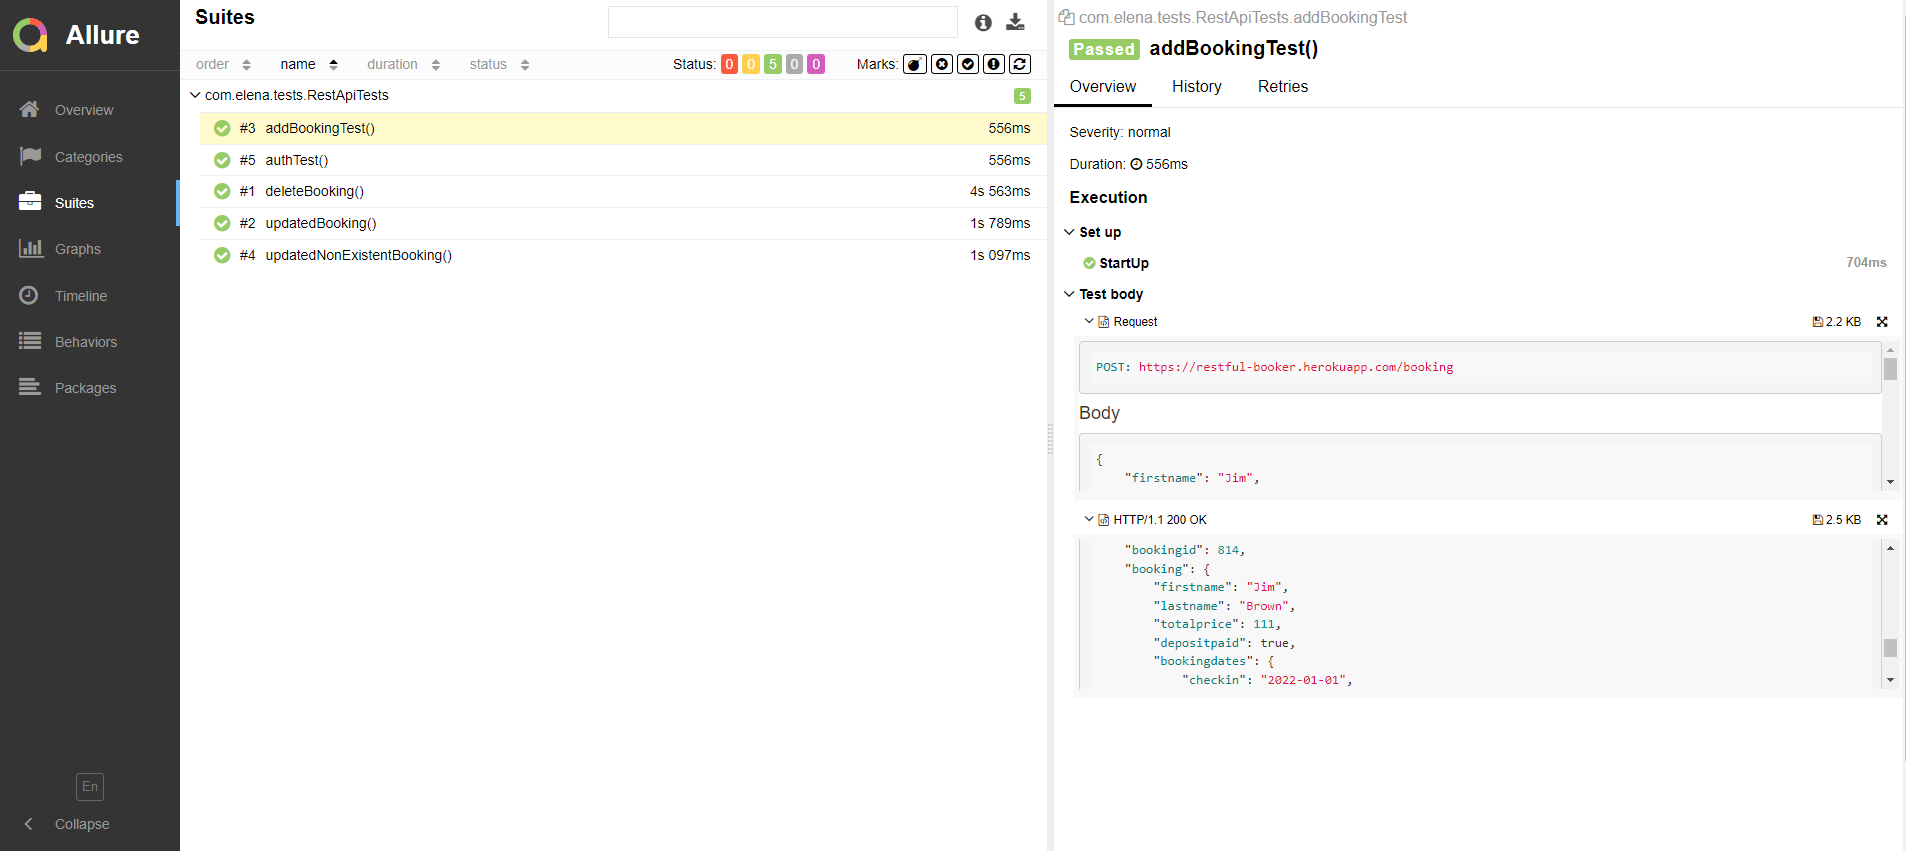 Allure
Overview
Categories
Suites
Graphs
Timeline
Behaviors
Packages
En
Collapse
Suites
order name duration status Status: 0 0 5 0 0 Marks:
com.elena.tests.RestApiTests 5
#3 addBookingTest() 556ms
#5 authTest() 556ms
#1 deleteBooking() 4s 563ms
#2 updatedBooking() 1s 789ms
#4 updatedNonExistentBooking() 1s 097ms
com.elena.tests.RestApiTests.addBookingTest
Passed addBookingTest()
Overview History Retries
Severity: normal
Duration: 556ms
Execution
Set up
StartUp 704ms
Test body
Request 2.2 KB
POST: https://restful-booker.herokuapp.com/booking
Body
{
"firstname": "Jim",
HTTP/1.1 200 OK 2.5 KB
"bookingid": 814,
"booking": {
"firstname": "Jim",
"lastname": "Brown",
"totalprice": 111,
"depositpaid": true,
"bookingdates": {
"checkin": "2022-01-01",